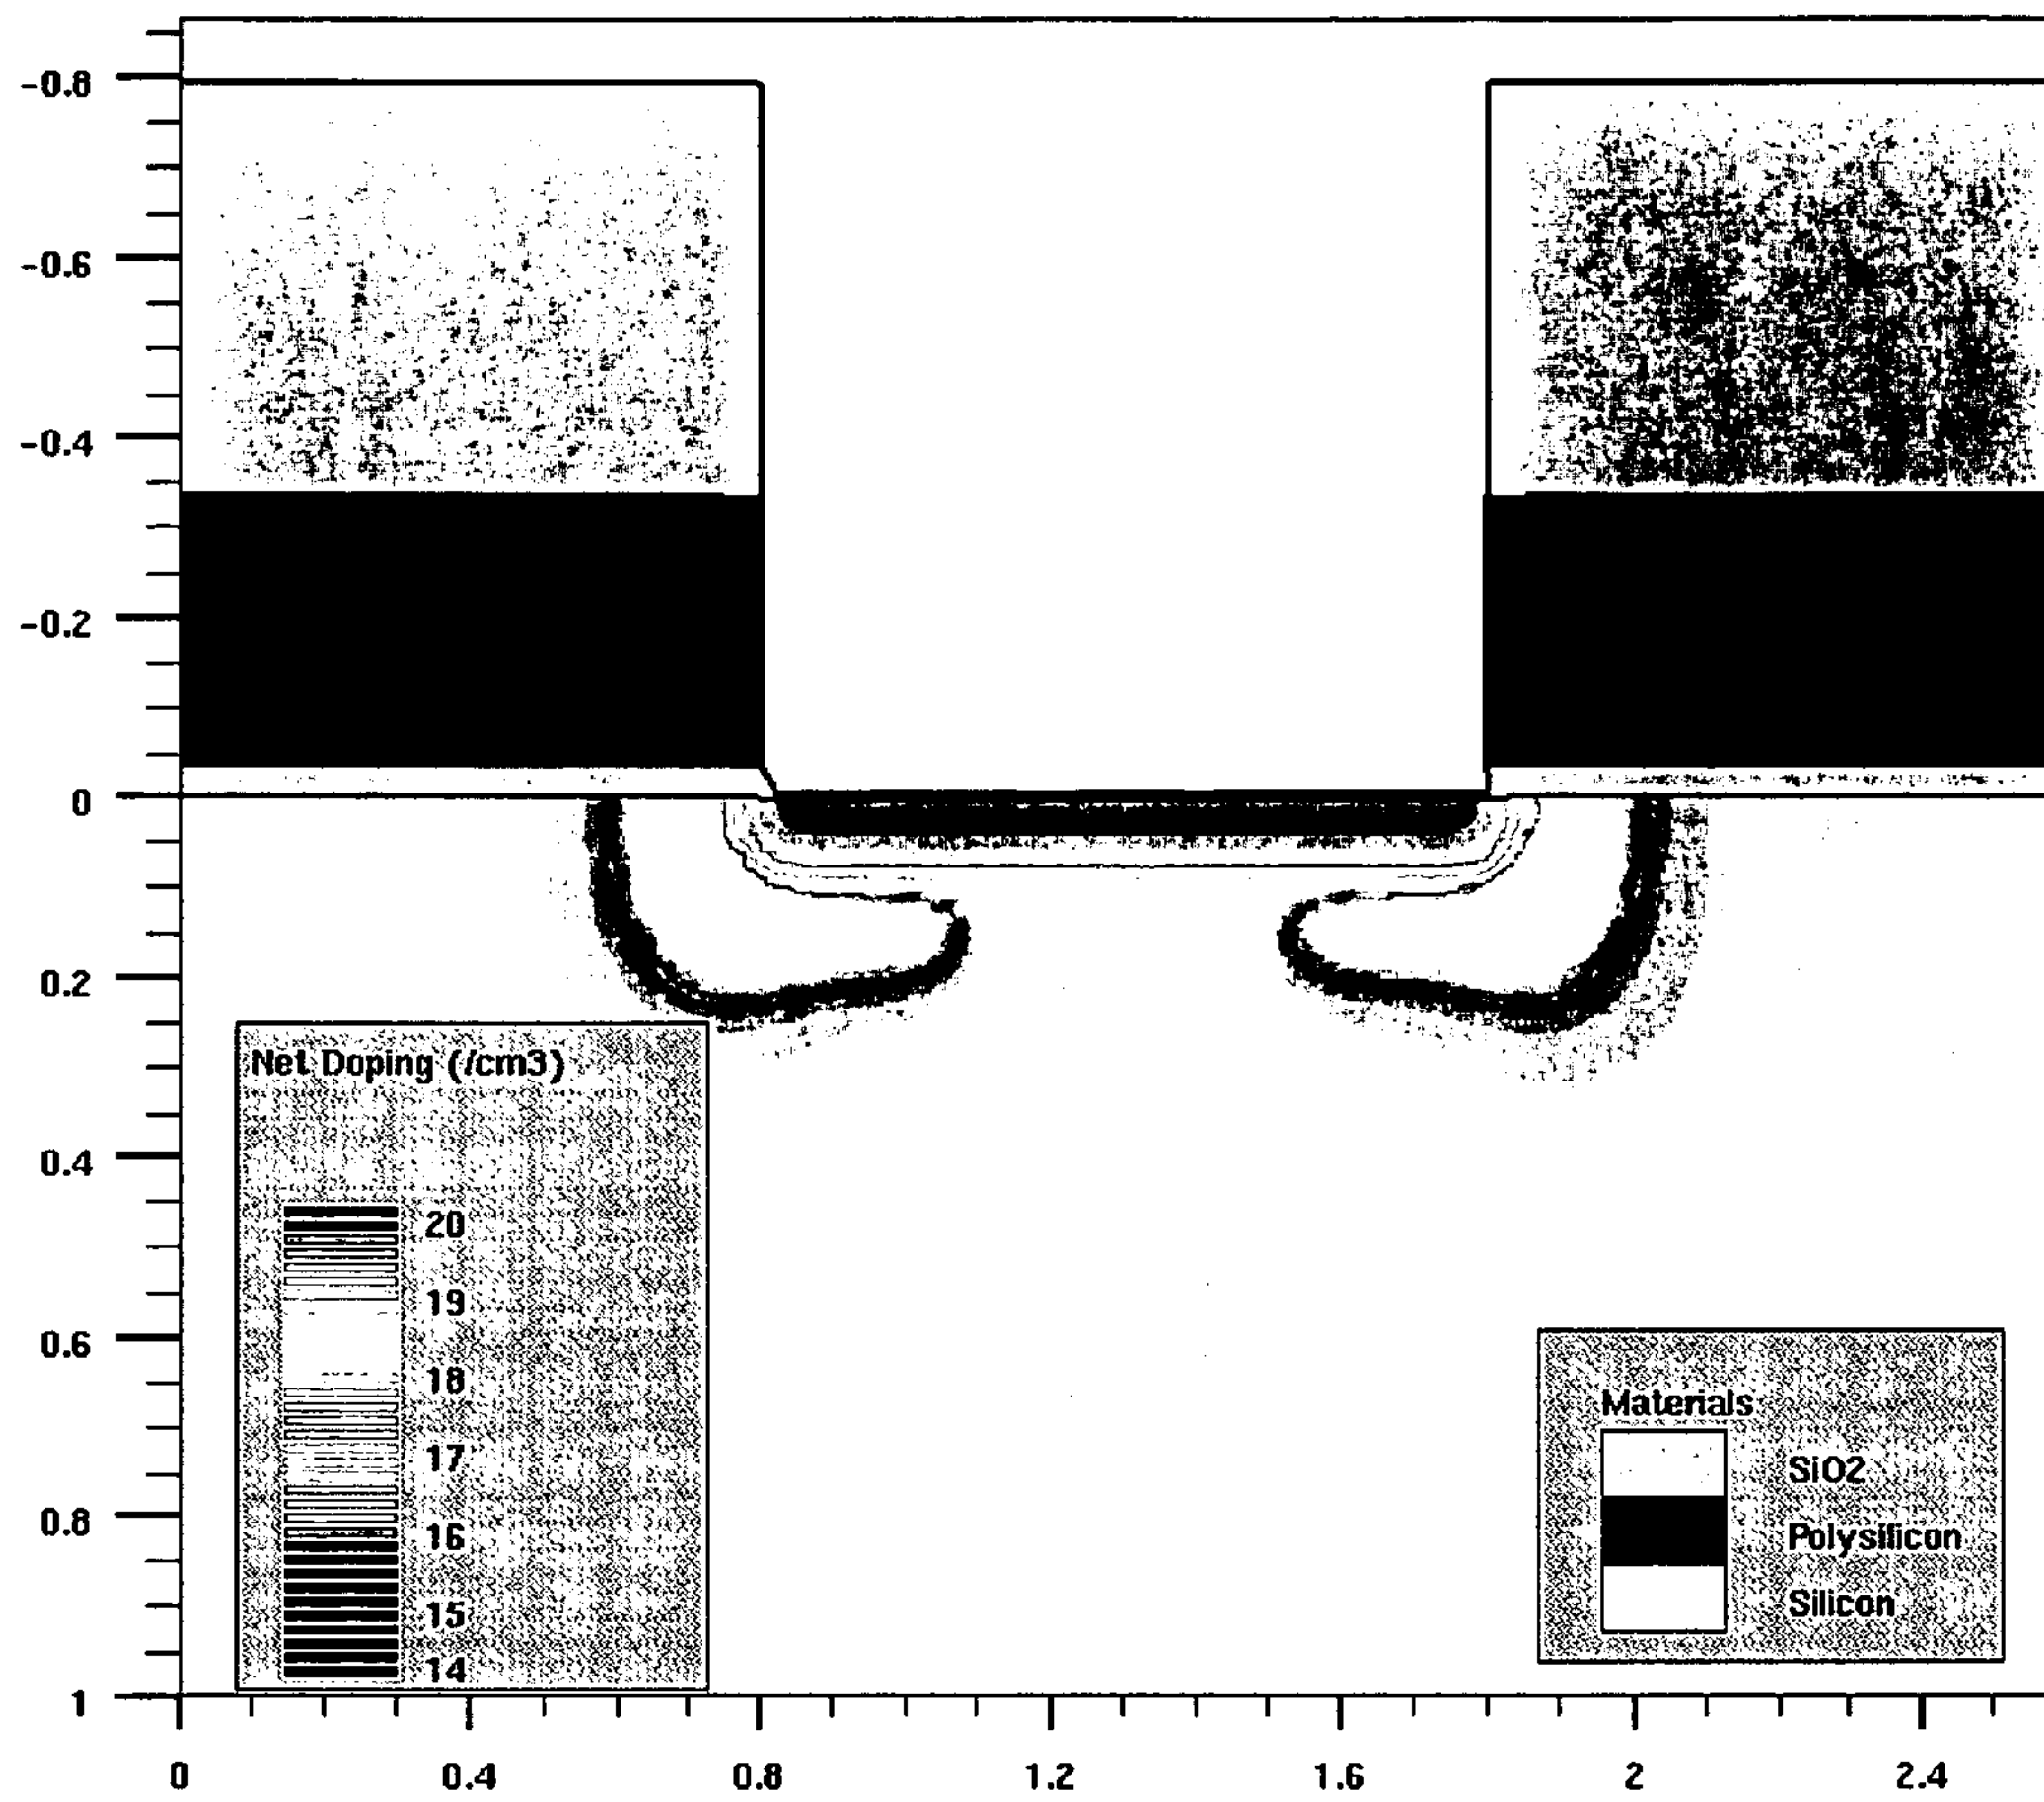 -0.8
-0.6
-0.4
-0.2
0
0.2
0.4
0.6
0.8
1
Net Doping (/cm3)
20
19
18
17
16
15
14
Materials
SiO2
Polysilicon
Silicon
0 0.4 0.8 1.2 1.6 2 2.4